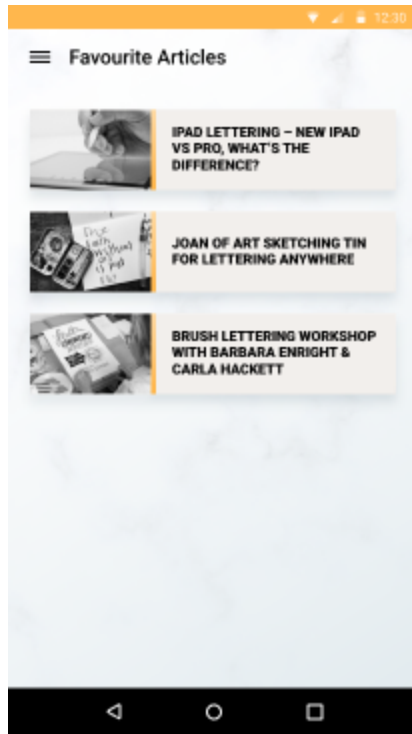 12:30
Favourite Articles
IPAD LETTERING – NEW IPAD
VS PRO, WHAT'S THE
DIFFERENCE?
JOAN OF ART SKETCHING TIN
FOR LETTERING ANYWHERE
BRUSH LETTERING WORKSHOP
WITH BARBARA ENRIGHT &
CARLA HACKETT